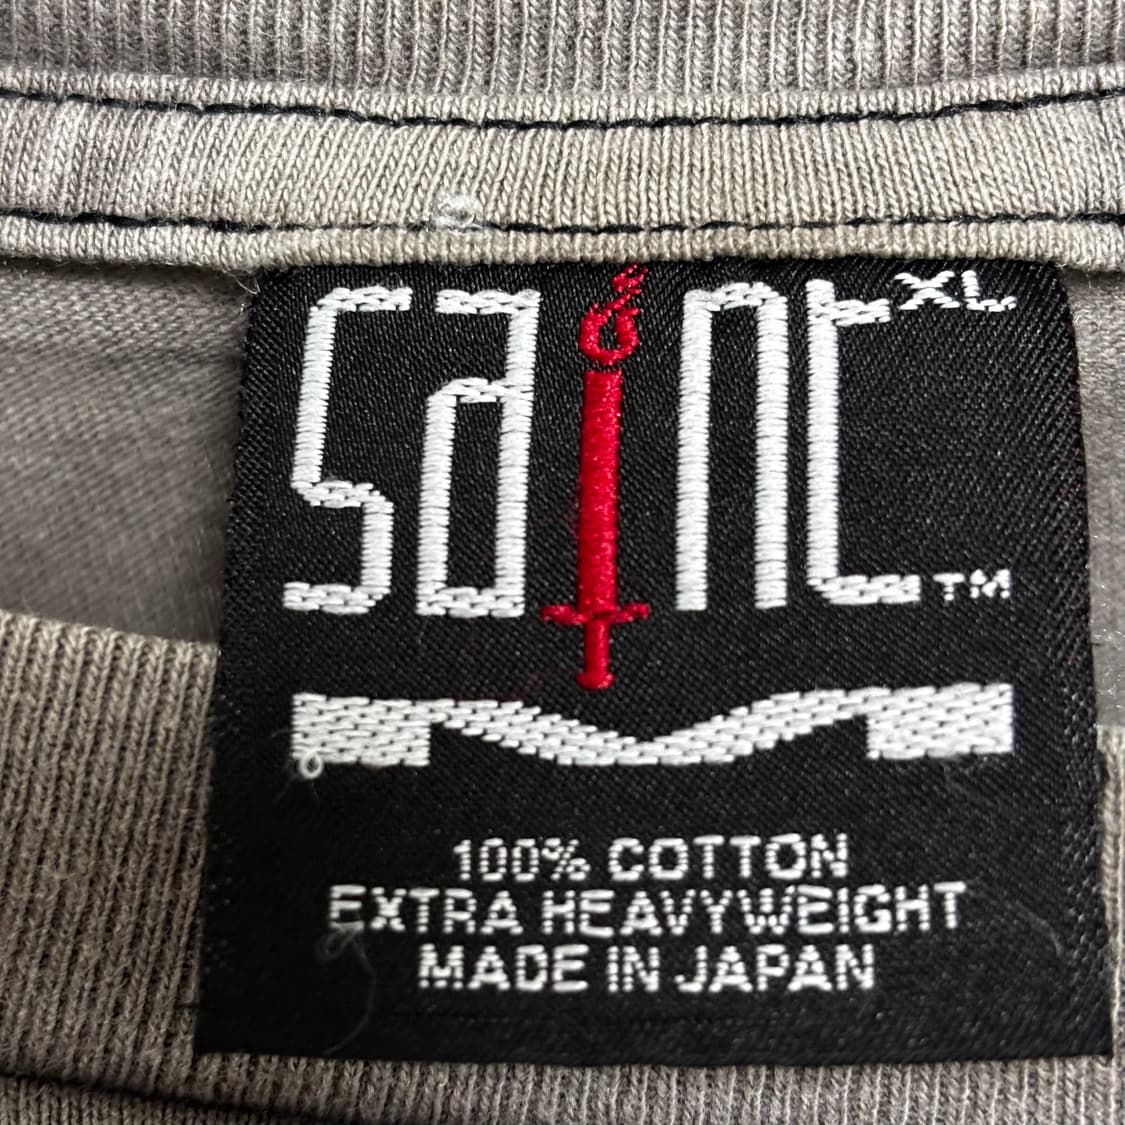 saint XL
TM
100% COTTON
EXTRA HEAVYWEIGHT
MADE IN JAPAN